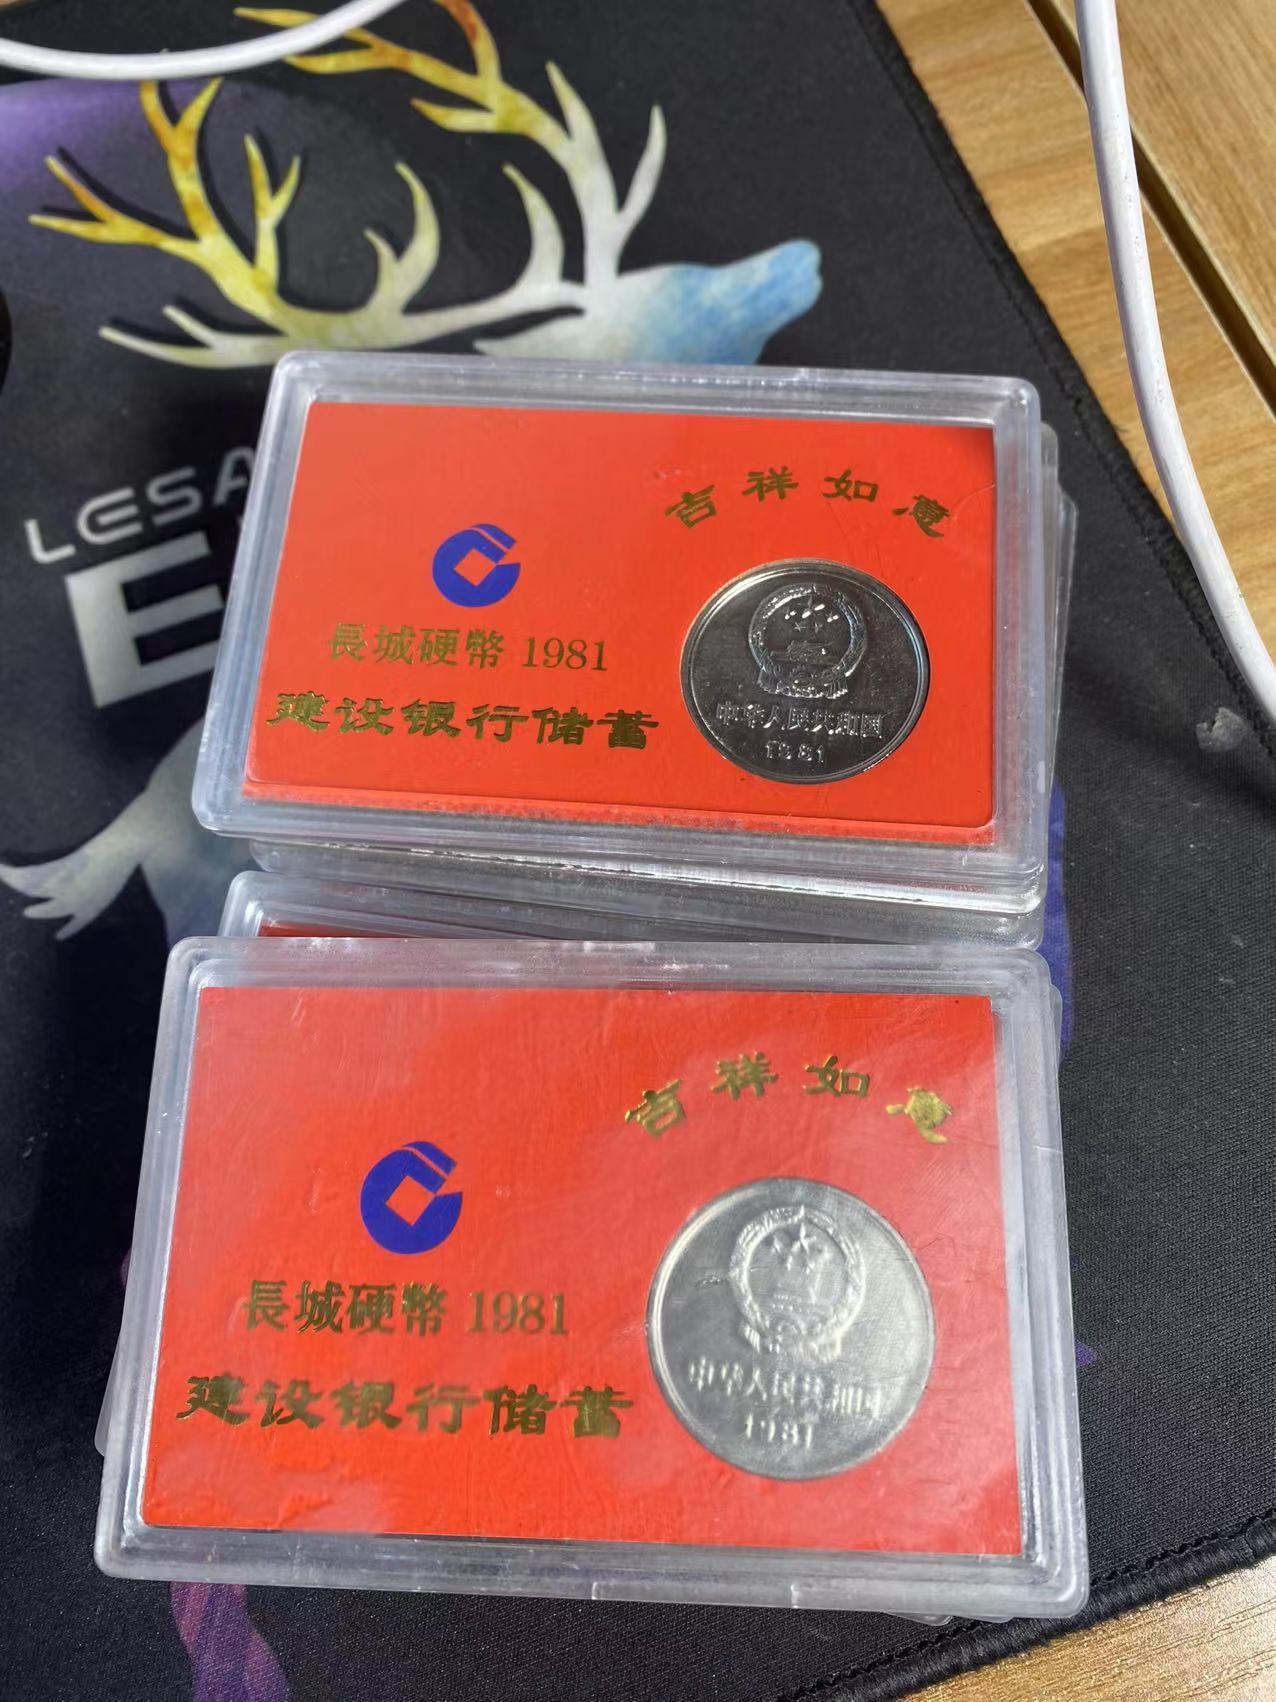 LESA
E
吉祥如意
長城硬幣 1981
建设银行储蓄
中华人民共和国
1981
吉祥如意
長城硬幣 1981
建设银行储蓄
中华人民共和国
1981